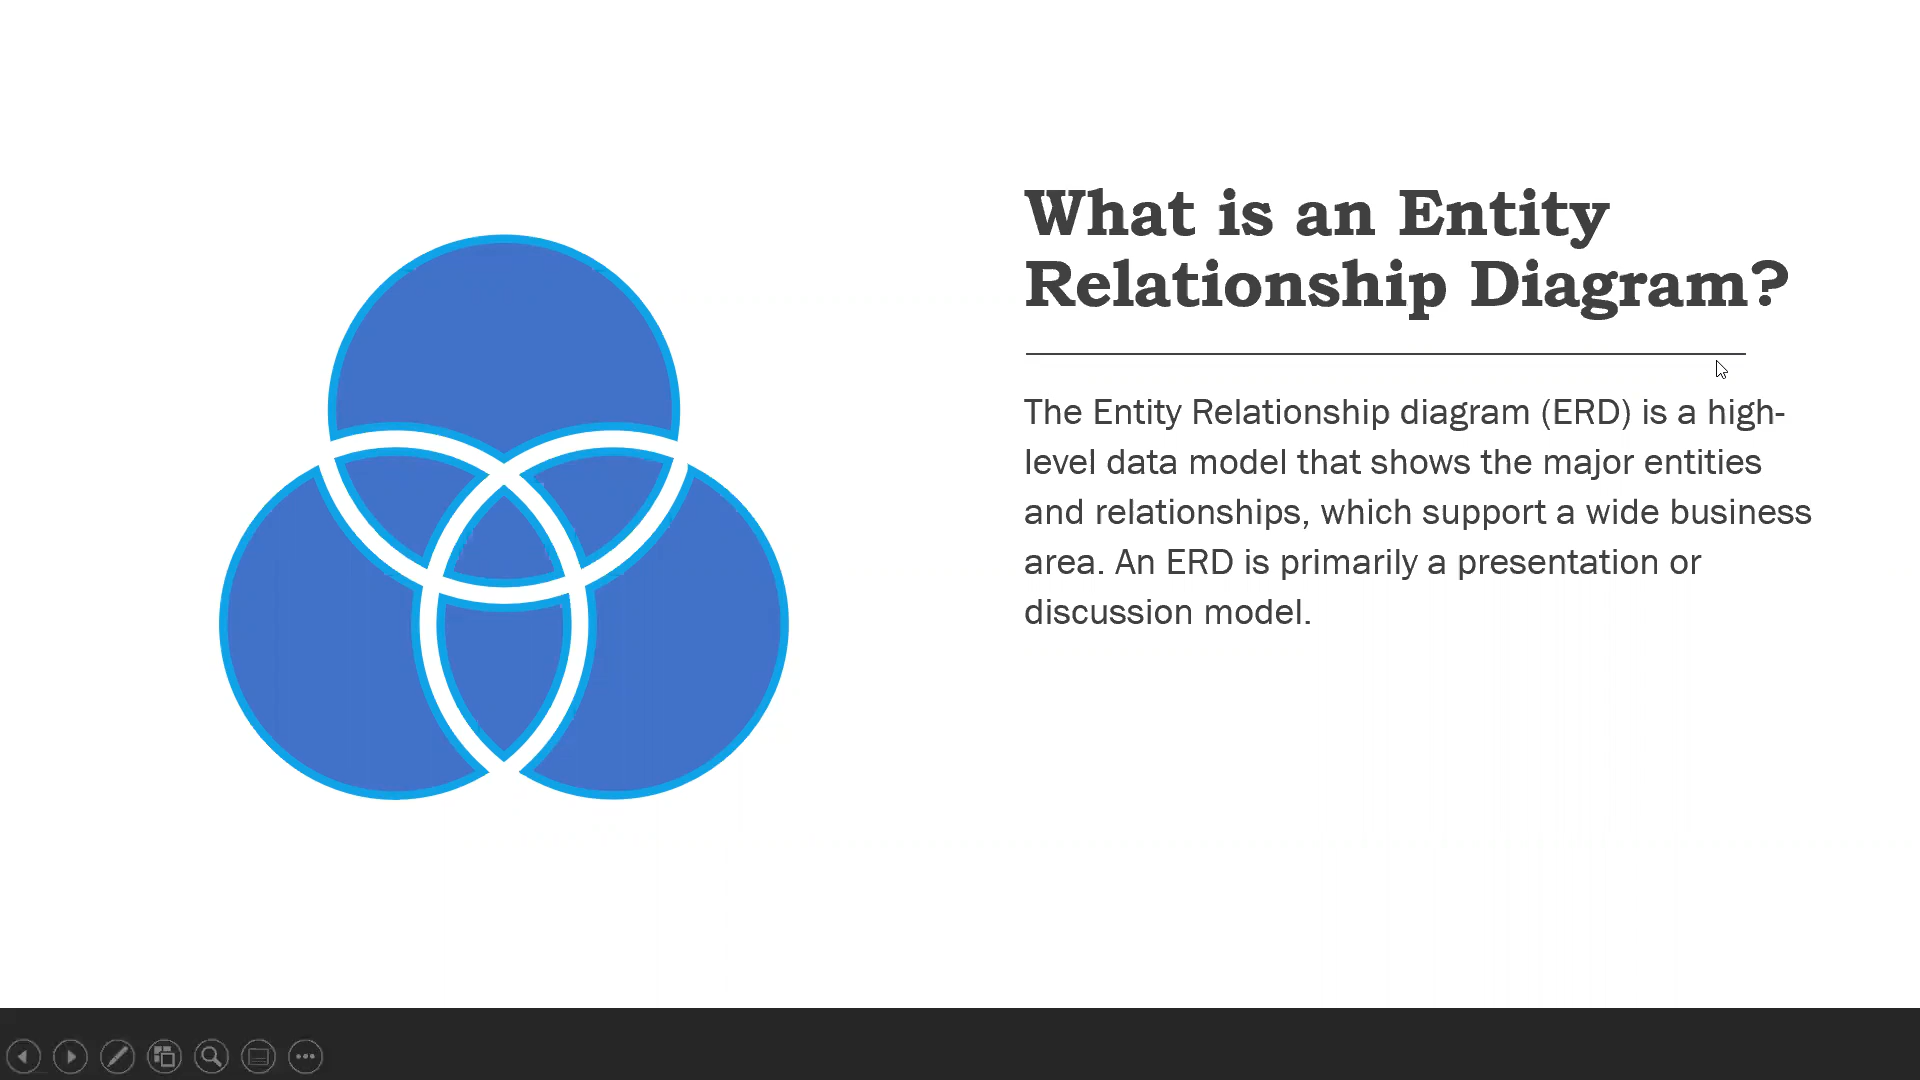 What is an Entity
Relationship Diagram?
The Entity Relationship diagram (ERD) is a high-
level data model that shows the major entities
and relationships, which support a wide business
area. An ERD is primarily a presentation or
discussion model.